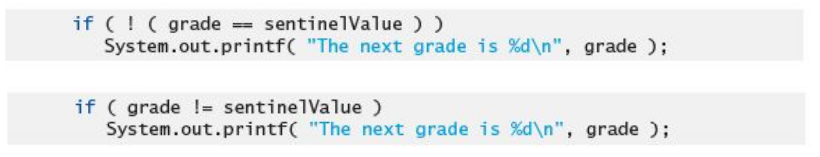 if ( ! ( grade == sentinelValue ) )
System.out.printf( "The next grade is %d\n", grade );
if ( grade != sentinelValue )
System.out.printf( "The next grade is %d\n", grade );